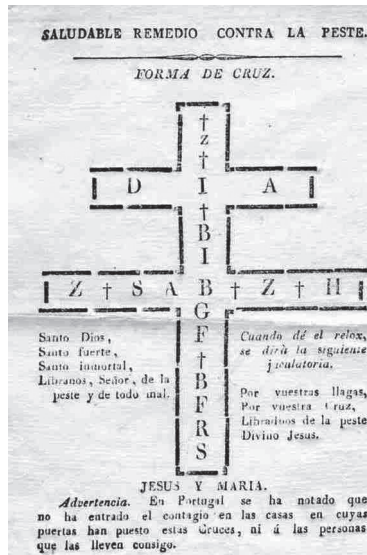 SALUDABLE REMEDIO CONTRA LA PESTE.
FORMA DE CRUZ.
†
Z
†
D I A
†
B
I
Z † S A B † Z † H
G
F
†
B
F
R
S
Santo Dios,
Santo fuerte,
Santo inmortal,
Libranos, Señor, de la
peste y de todo mal.
Cuando dé el relox,
se dirá la siguiente
jaculatoria.
Por vuestras llagas,
Por vuestra Cruz,
Libradnos de la peste
Divino Jesus.
JESUS Y MARIA.
Advertencia. En Portugal se ha notado que
no ha entrado el contagio en las casas en cuyas
puertas han puesto estas Cruces, ni á las personas
que las lleven consigo.